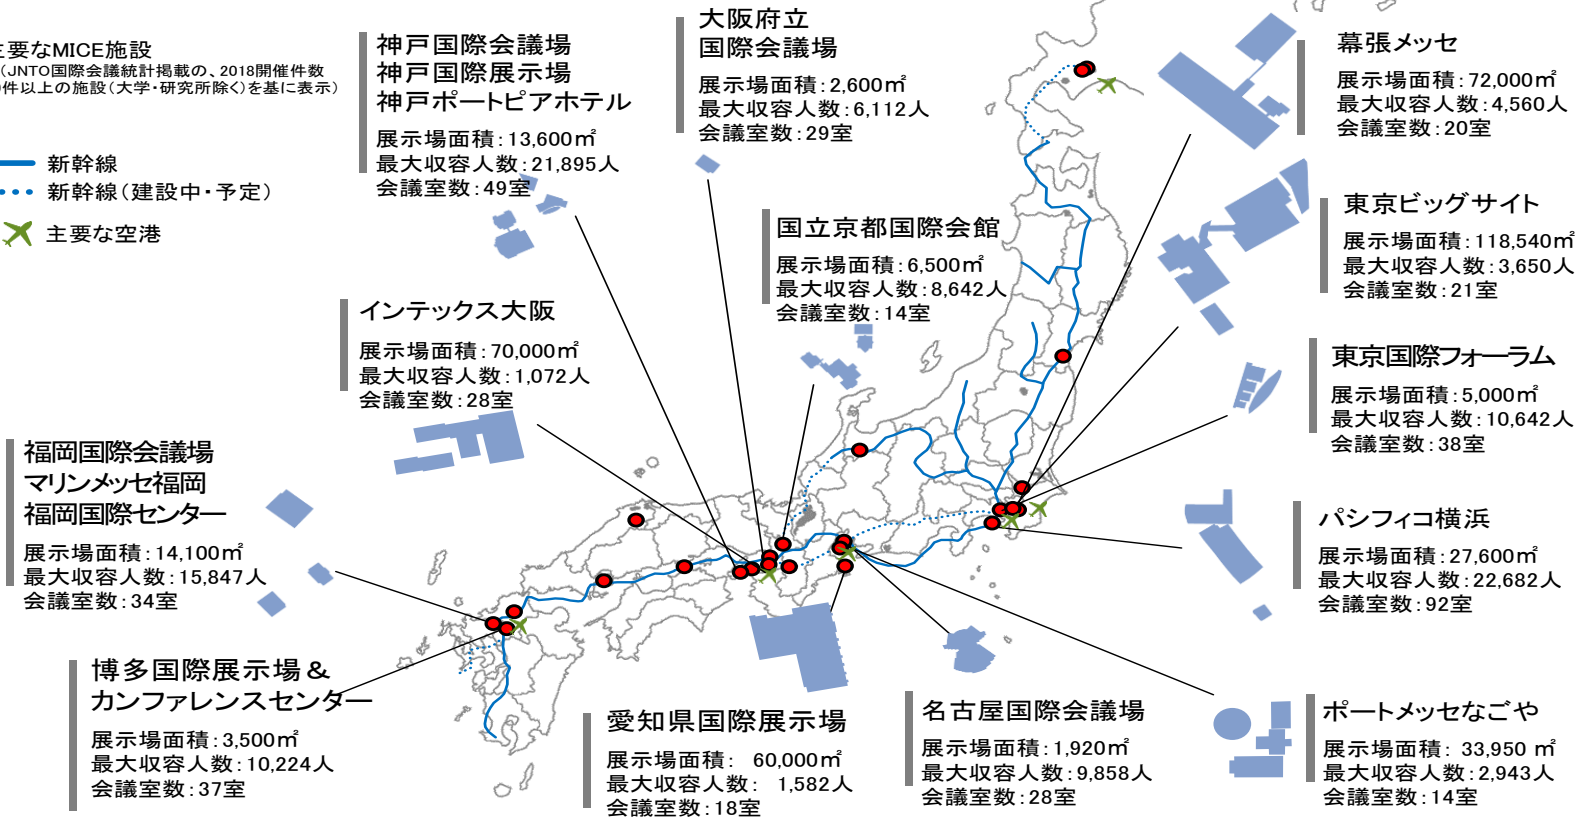 要なMICE施設
(JNTO国際会議統計掲載の、2018開催件数
件以上の施設(大学・研究所除く)を基に表示)
新幹線
新幹線(建設中・予定)
主要な空港
神戸国際会議場
神戸国際展示場
神戸ポートピアホテル
展示場面積:13,600㎡
最大収容人数:21,895人
会議室数:49室
大阪府立
国際会議場
展示場面積:2,600㎡
最大収容人数:6,112人
会議室数:29室
幕張メッセ
展示場面積:72,000㎡
最大収容人数:4,560人
会議室数:20室
国立京都国際会館
展示場面積:6,500㎡
最大収容人数:8,642人
会議室数:14室
東京ビッグサイト
展示場面積:118,540㎡
最大収容人数:3,650人
会議室数:21室
インテックス大阪
展示場面積:70,000㎡
最大収容人数:1,072人
会議室数:28室
東京国際フォーラム
展示場面積:5,000㎡
最大収容人数:10,642人
会議室数:38室
福岡国際会議場
マリンメッセ福岡
福岡国際センター
展示場面積:14,100㎡
最大収容人数:15,847人
会議室数:34室
パシフィコ横浜
展示場面積:27,600㎡
最大収容人数:22,682人
会議室数:92室
博多国際展示場&
カンファレンスセンター
展示場面積:3,500㎡
最大収容人数:10,224人
会議室数:37室
愛知県国際展示場
展示場面積: 60,000㎡
最大収容人数: 1,582人
会議室数:18室
名古屋国際会議場
展示場面積:1,920㎡
最大収容人数:9,858人
会議室数:28室
ポートメッセなごや
展示場面積: 33,950 ㎡
最大収容人数:2,943人
会議室数:14室